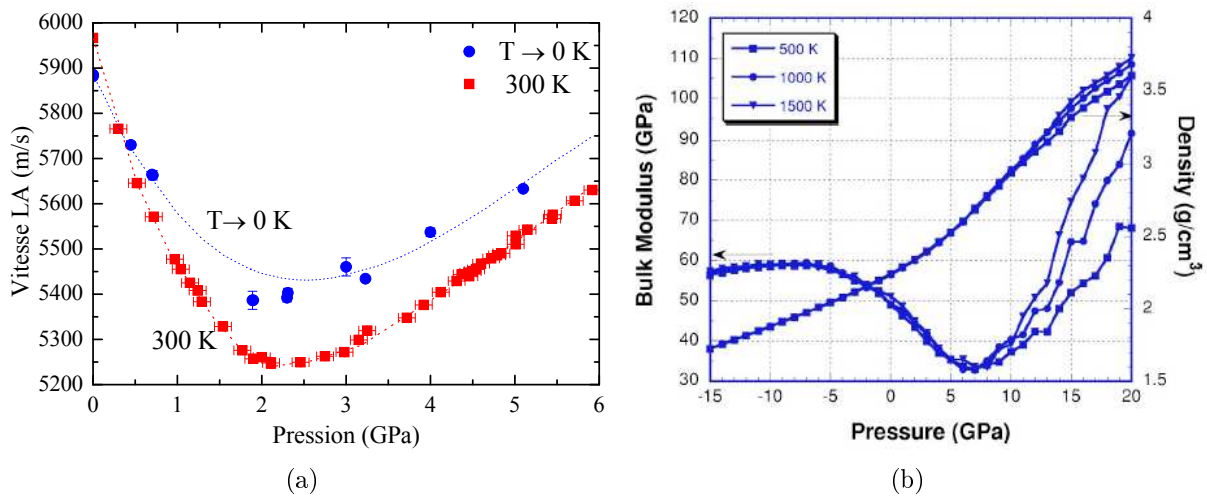 6000
5900
5800
5700
5600
5500
5400
5300
5200
Vitesse LA (m/s)
T → 0 K
300 K
T→ 0 K
300 K
0 1 2 3 4 5 6
Pression (GPa)
(a)
120
110
100
90
80
70
60
50
40
30
Bulk Modulus (GPa)
500 K
1000 K
1500 K
4
3.5
3
2.5
2
1.5
Density (g/cm³)
-15 -10 -5 0 5 10 15 20
Pressure (GPa)
(b)